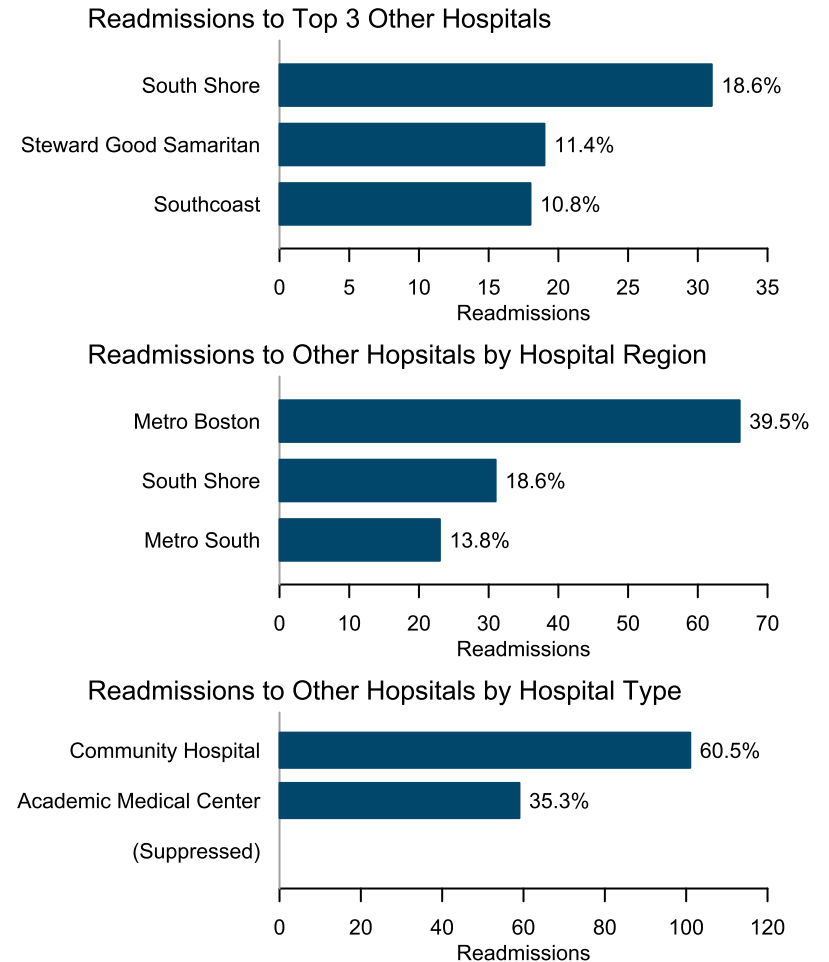 Readmissions to Top 3 Other Hospitals
South Shore 18.6%
Steward Good Samaritan 11.4%
Southcoast 10.8%
0 5 10 15 20 25 30 35
Readmissions
Readmissions to Other Hopsitals by Hospital Region
Metro Boston 39.5%
South Shore 18.6%
Metro South 13.8%
0 10 20 30 40 50 60 70
Readmissions
Readmissions to Other Hopsitals by Hospital Type
Community Hospital 60.5%
Academic Medical Center 35.3%
(Suppressed)
0 20 40 60 80 100 120
Readmissions